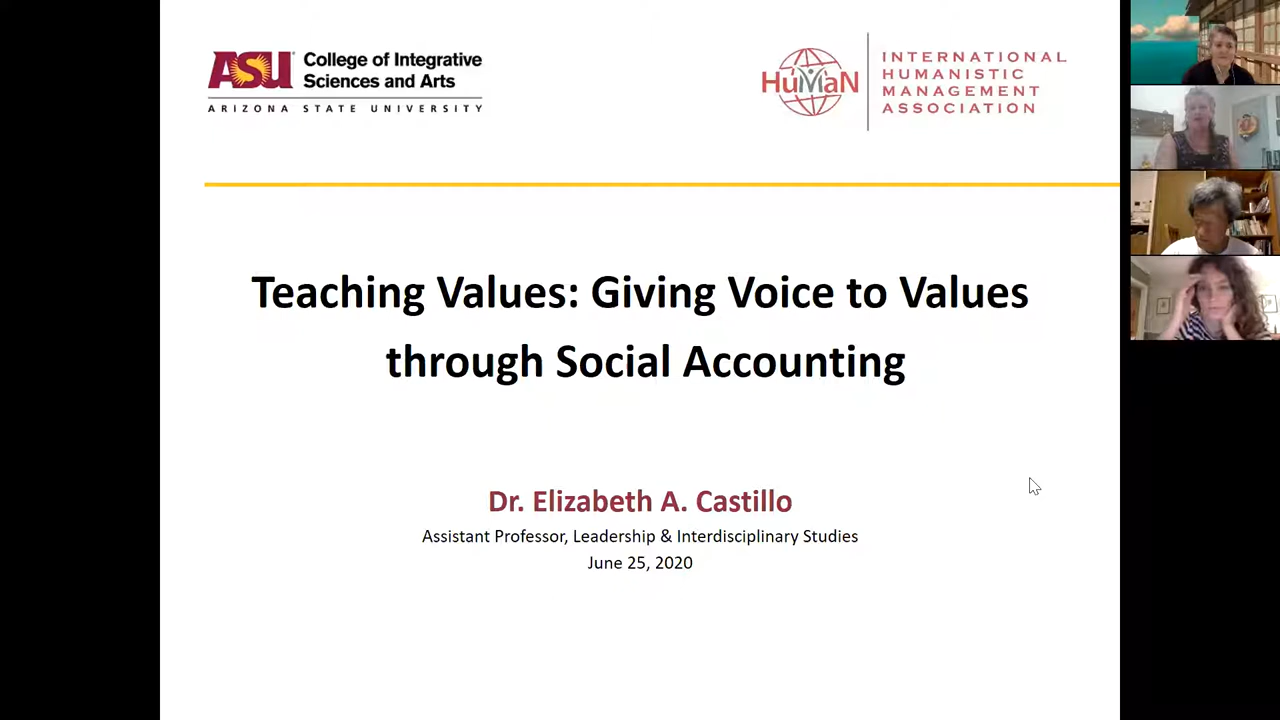 ASU College of Integrative
Sciences and Arts
ARIZONA STATE UNIVERSITY
HUMAN
INTERNATIONAL
HUMANISTIC
MANAGEMENT
ASSOCIATION
Teaching Values: Giving Voice to Values
through Social Accounting
Dr. Elizabeth A. Castillo
Assistant Professor, Leadership & Interdisciplinary Studies
June 25, 2020